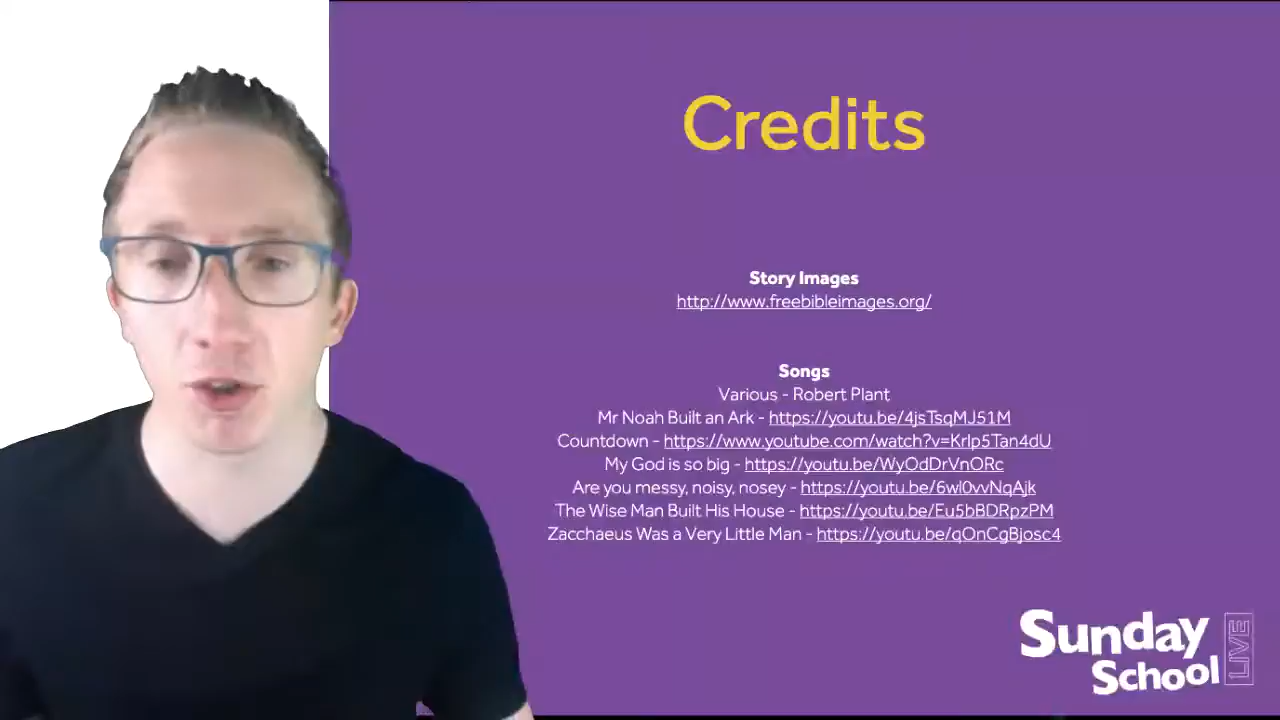 Credits
Story Images
http://www.freebibleimages.org/
Songs
Various - Robert Plant
Mr Noah Built an Ark - https://youtu.be/4jsTsqMJ51M
Countdown - https://www.youtube.com/watch?v=KrIp5Tan4dU
My God is so big - https://youtu.be/WyOdDrVnORc
Are you messy, noisy, nosey - https://youtu.be/6wl0vvNqAjk
The Wise Man Built His House - https://youtu.be/Eu5bBDRpzPM
Zacchaeus Was a Very Little Man - https://youtu.be/qOnCgBjosc4
Sunday
School
LIVE